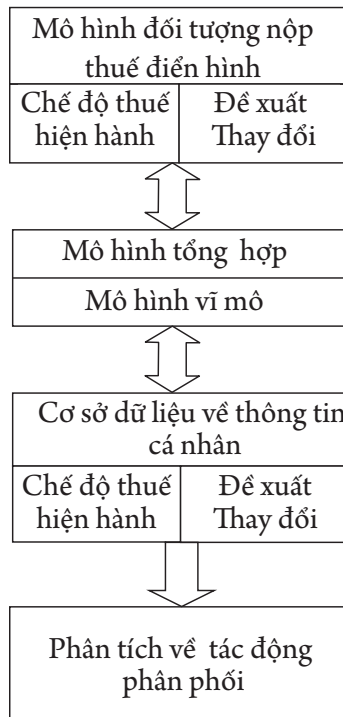 Mô hình đối tượng nộp
thuế điển hình
Chế độ thuế
hiện hành
Đề xuất
Thay đổi
Mô hình tổng hợp
Mô hình vĩ mô
Cơ sở dữ liệu về thông tin
cá nhân
Chế độ thuế
hiện hành
Đề xuất
Thay đổi
Phân tích về tác động
phân phối